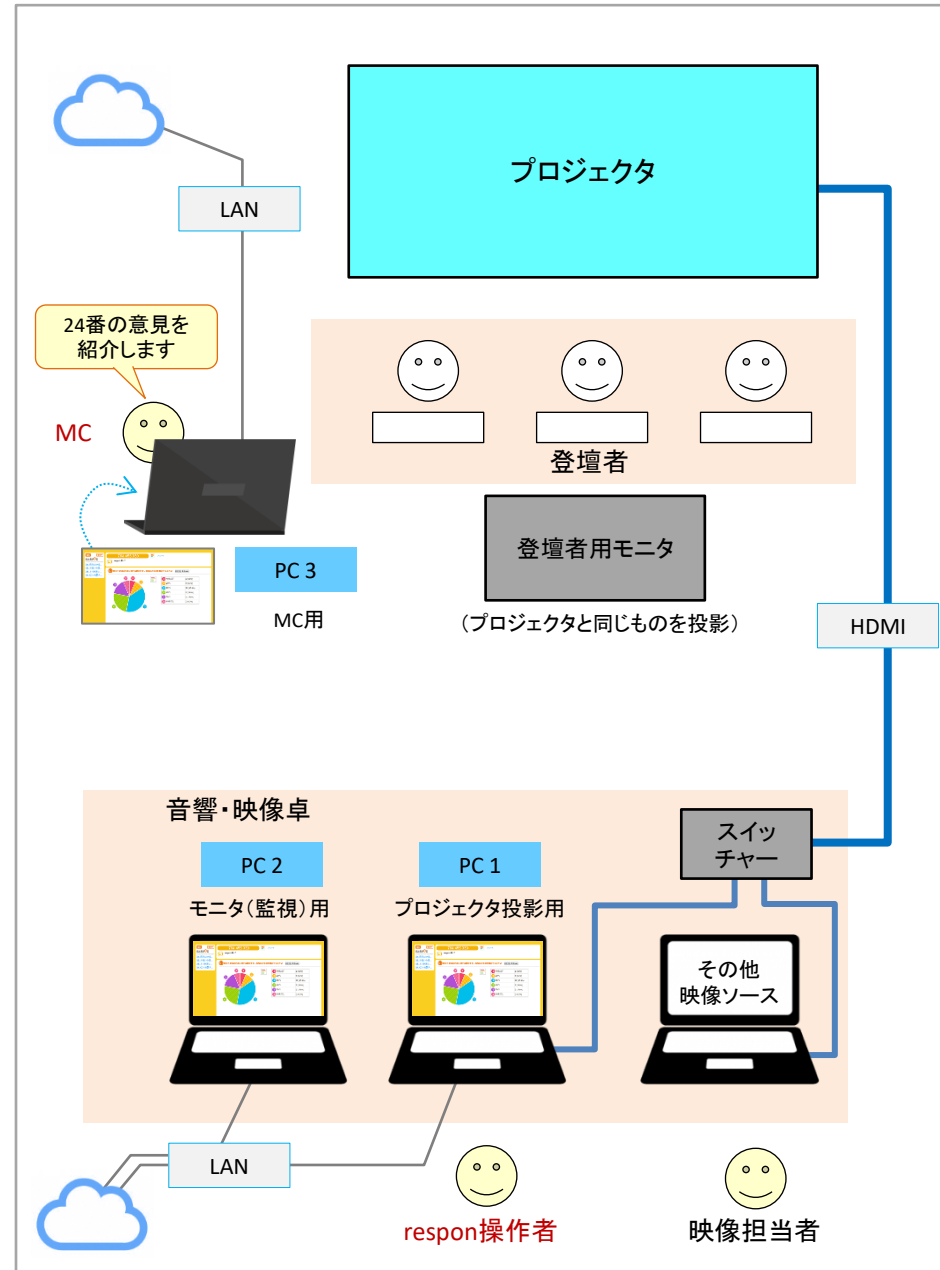 プロジェクタ
LAN
24番の意見を
紹介します
MC
登壇者
登壇者用モニタ
(プロジェクタと同じものを投影)
PC 3
MC用
HDMI
音響・映像卓
スイッ
チャー
PC 2
モニタ(監視)用
PC 1
プロジェクタ投影用
その他
映像ソース
LAN
respon操作者
映像担当者